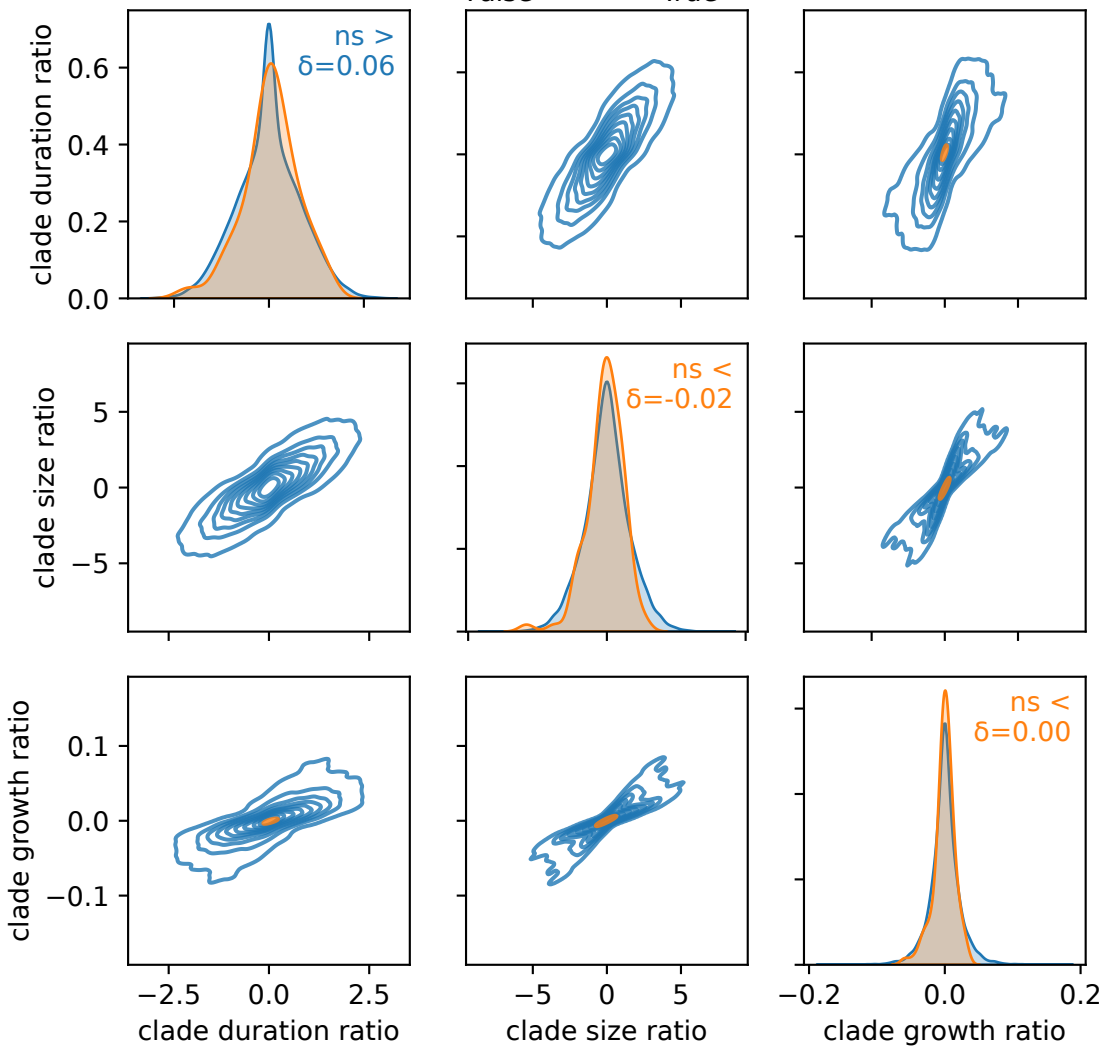 ns >
δ=0.06
clade duration ratio
0.6
0.4
0.2
0.0
ns <
δ=-0.02
clade size ratio
5
0
−5
−5
0
5
ns <
δ=0.00
clade growth ratio
0.1
0.0
−0.1
−2.5
0.0
2.5
−5
0
5
−0.2
0.0
0.2
clade duration ratio
clade size ratio
clade growth ratio